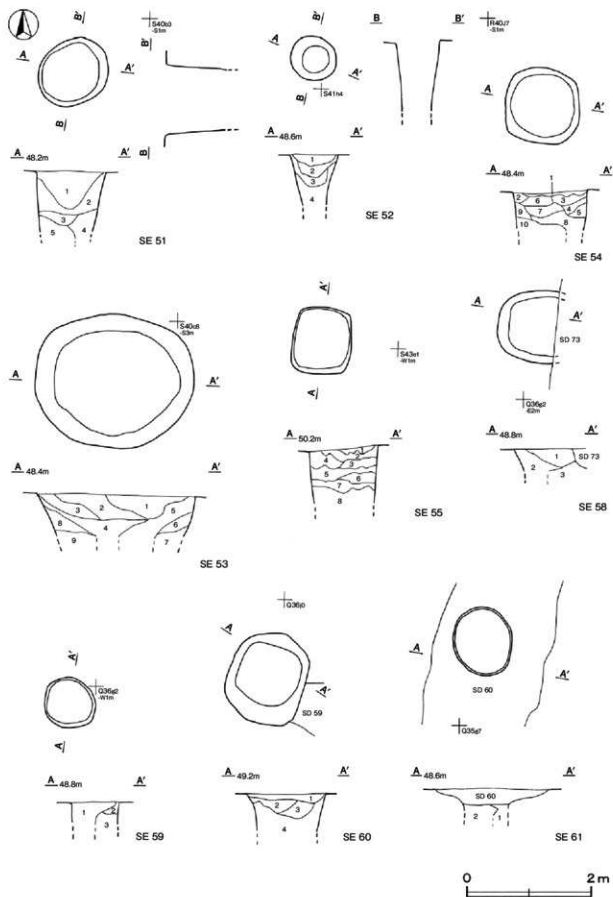 S40b3
-S1m
B'
A
A'
B
B'
B
A 48.2m
A'
1
2
3
4
5
SE 51
B'
A
A'
B
S41h4
B
B'
A 48.6m
A'
1
2
3
4
SE 52
R40J7
-S1m
A
A'
A 48.4m
A'
1
2
6
3
9
7
4
5
10
8
SE 54
S40c8
-S3m
A
A'
A 48.4m
A'
3
2
1
5
8
4
6
9
7
SE 53
A'
S43e1
-W1m
A
A 50.2m
A'
4
2
3
5
6
7
8
SE 55
A
A'
SD 73
Q36g2
-E2m
A 48.8m
A'
1
SD 73
2
3
SE 58
A'
Q36g2
-W1m
A
A 48.8m
A'
1
2
3
SE 59
Q36j0
A
A'
SD 59
A 49.2m
A'
1
2
3
4
SE 60
A
A'
SD 60
Q35g7
A 48.6m
A'
SD 60
2
1
SE 61
0
2 m